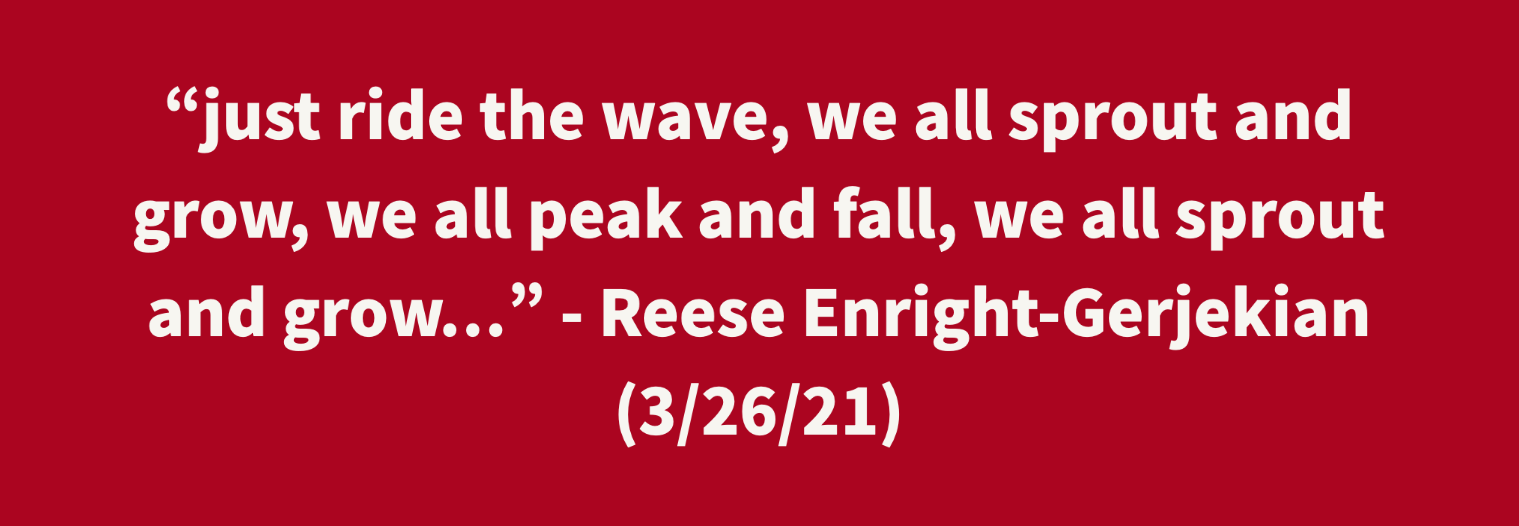 “just ride the wave, we all sprout and
grow, we all peak and fall, we all sprout
and grow...” - Reese Enright-Gerjekian
(3/26/21)